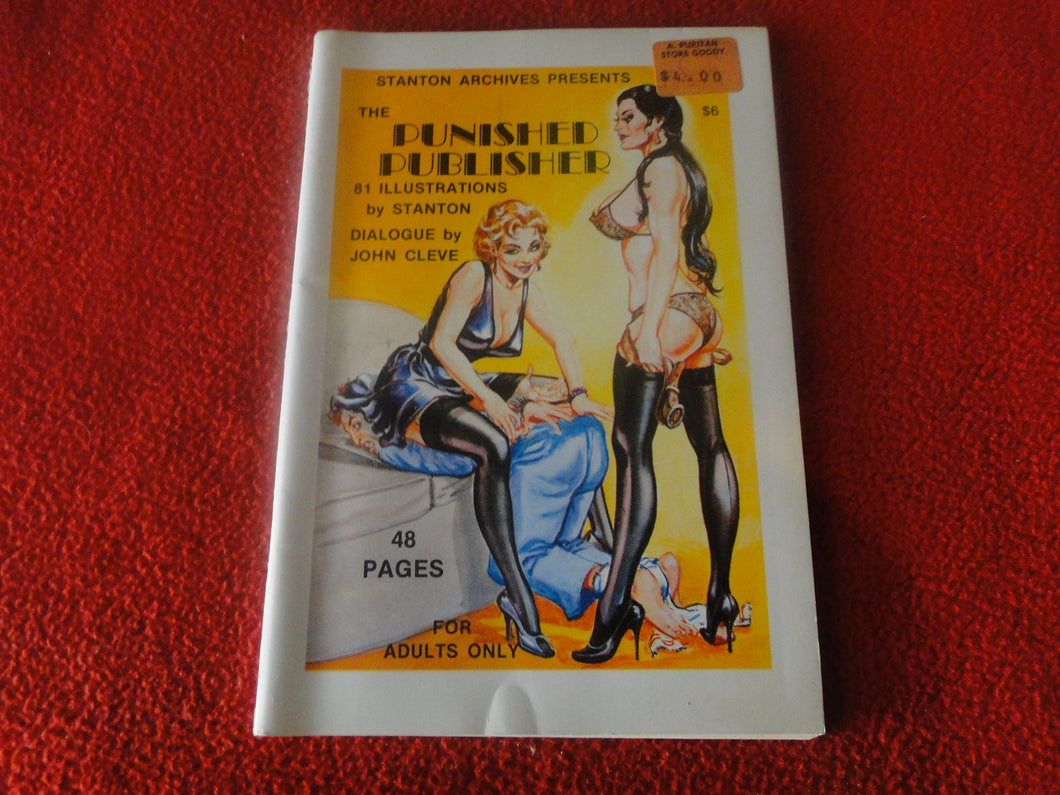 A. PURITAN
STORE GOODY
$4.00
STANTON ARCHIVES PRESENTS
$6
THE
PUNISHED
PUBLISHER
81 ILLUSTRATIONS
by STANTON
DIALOGUE by
JOHN CLEVE
48
PAGES
FOR
ADULTS ONLY